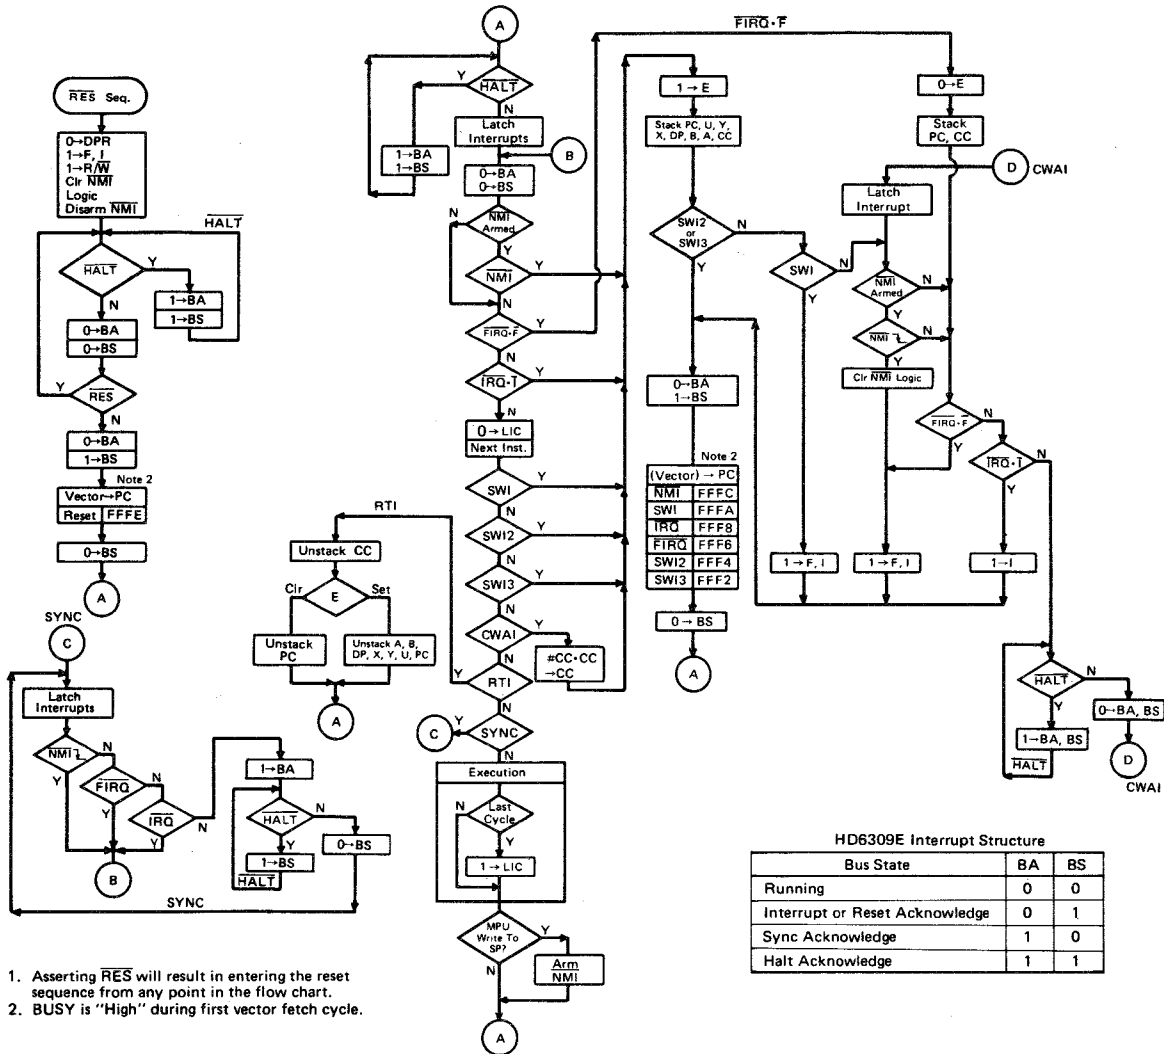 A
FIRQ·F
RES Seq.
0→DPR
1→F, I
1→R/W
Clr NMI
Logic
Disarm NMI
HALT
HALT
Y
N
1→BA
1→BS
0→BA
0→BS
Y
RES
N
0→BA
1→BS
Note 2
Vector→PC
Reset FFFE
0→BS
A
SYNC
C
Latch
Interrupts
NMI
N
Y
FIRQ
N
Y
IRQ
N
Y
B
SYNC
1→BA
HALT
N
Y
1→BS
HALT
0→BS
HALT
Y
N
Latch
Interrupts
B
1→BA
1→BS
0→BA
0→BS
NMI
Armed
N
Y
NMI
Y
N
FIRQ·F
Y
N
IRQ·I
Y
N
0→LIC
Next Inst.
SWI
Y
N
SWI2
Y
N
SWI3
Y
N
CWAI
Y
N
#CC·CC
→CC
RTI
Y
N
SYNC
Y
C
N
RTI
Unstack CC
E
Clr
Set
Unstack
PC
Unstack A, B,
DP, X, Y, U, PC
A
Execution
Last
Cycle
N
Y
1→LIC
MPU
Write To
SP?
Y
N
Arm
NMI
A
1→E
Stack PC, U, Y,
X, DP, B, A, CC
SWI2
or
SWI3
N
Y
SWI
N
Y
0→BA
1→BS
Note 2
(Vector)→PC
NMI FFFC
SWI FFFA
IRQ FFF8
FIRQ FFF6
SWI2 FFF4
SWI3 FFF2
0→BS
A
0→E
Stack
PC, CC
D
CWAI
Latch
Interrupt
NMI
Armed
N
Y
NMI
N
Y
Clr NMI Logic
FIRQ·F
N
Y
IRQ·I
N
Y
1→F, I
1→F, I
1→I
HALT
N
Y
1→BA, BS
HALT
0→BA, BS
D
CWAI
HD6309E Interrupt Structure
Bus State BA BS
Running 0 0
Interrupt or Reset Acknowledge 0 1
Sync Acknowledge 1 0
Halt Acknowledge 1 1
1. Asserting RES will result in entering the reset
sequence from any point in the flow chart.
2. BUSY is "High" during first vector fetch cycle.